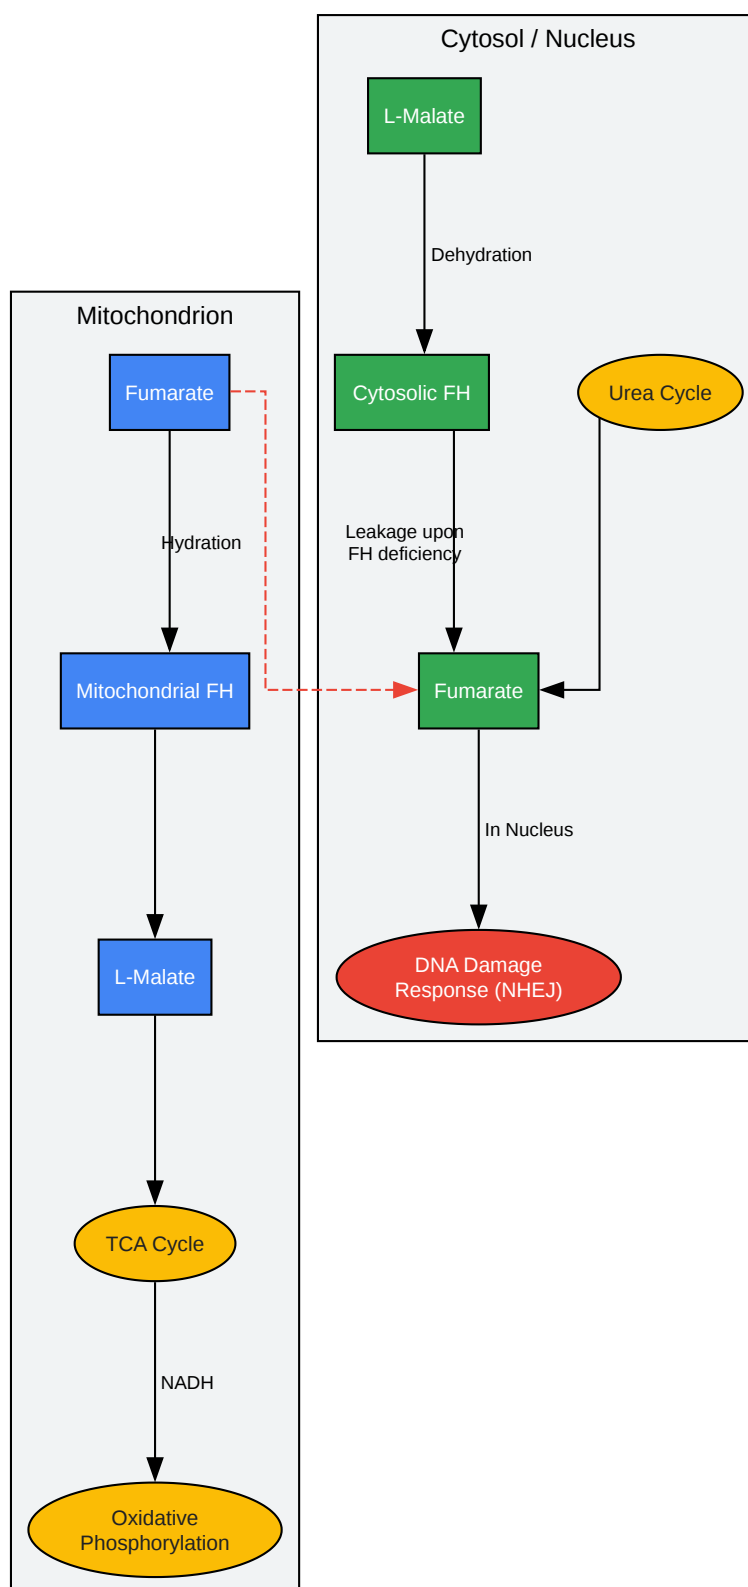 Cytosol / Nucleus
L-Malate
Dehydration
Mitochondrion
Fumarate
Cytosolic FH
Urea Cycle
Hydration
Leakage upon
FH deficiency
Mitochondrial FH
Fumarate
In Nucleus
L-Malate
DNA Damage
Response (NHEJ)
TCA Cycle
NADH
Oxidative
Phosphorylation